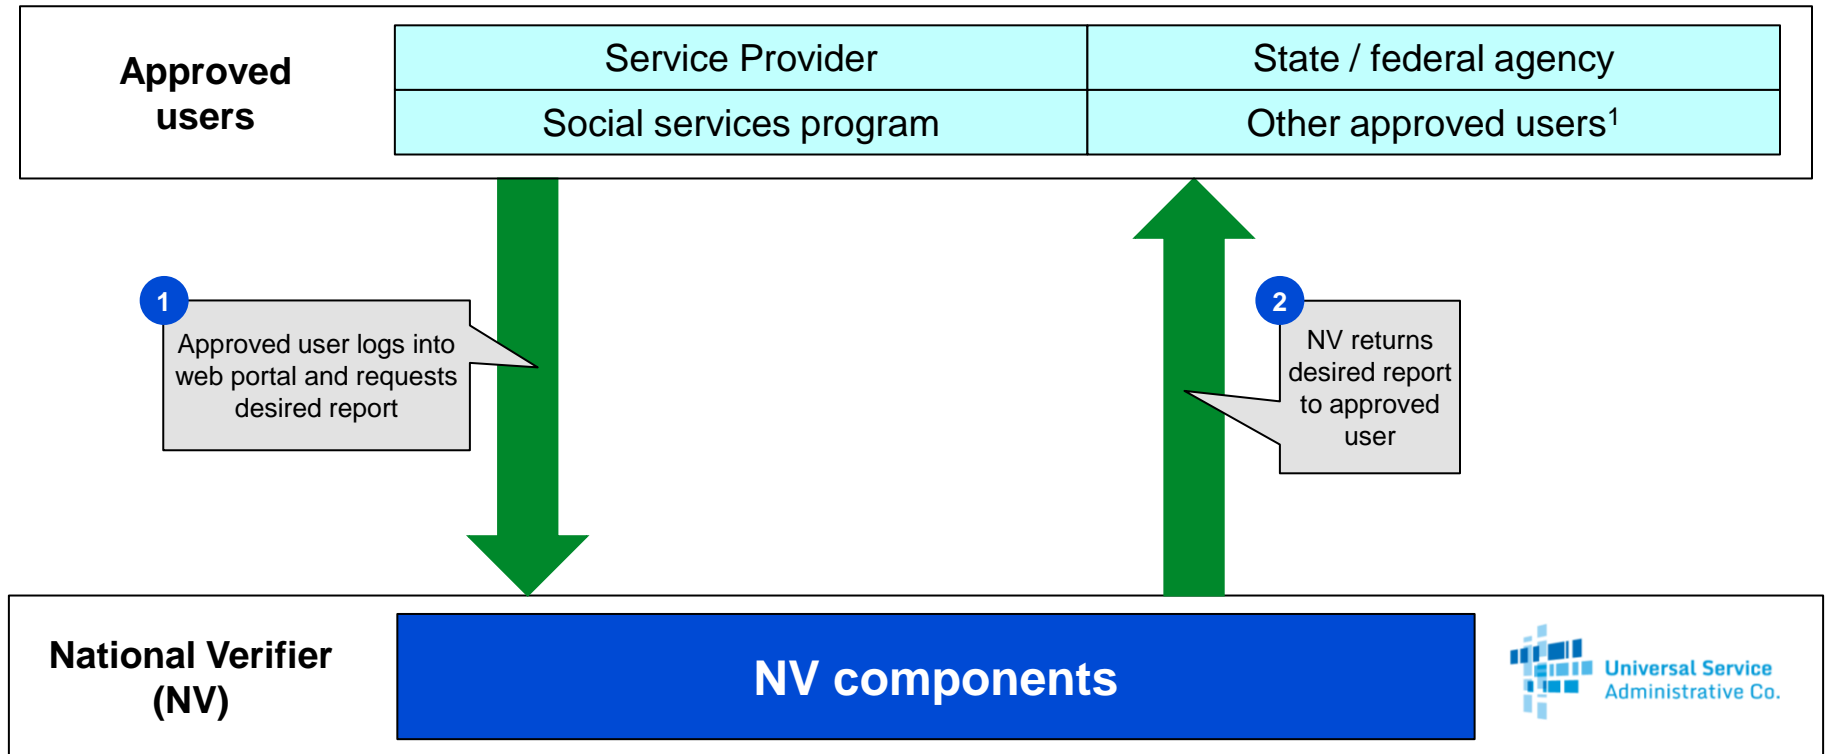 Approved
users
Service Provider
State / federal agency
Social services program
Other approved users¹
1
Approved user logs into
web portal and requests
desired report
2
NV returns
desired report
to approved
user
National Verifier
(NV)
NV components
Universal Service
Administrative Co.